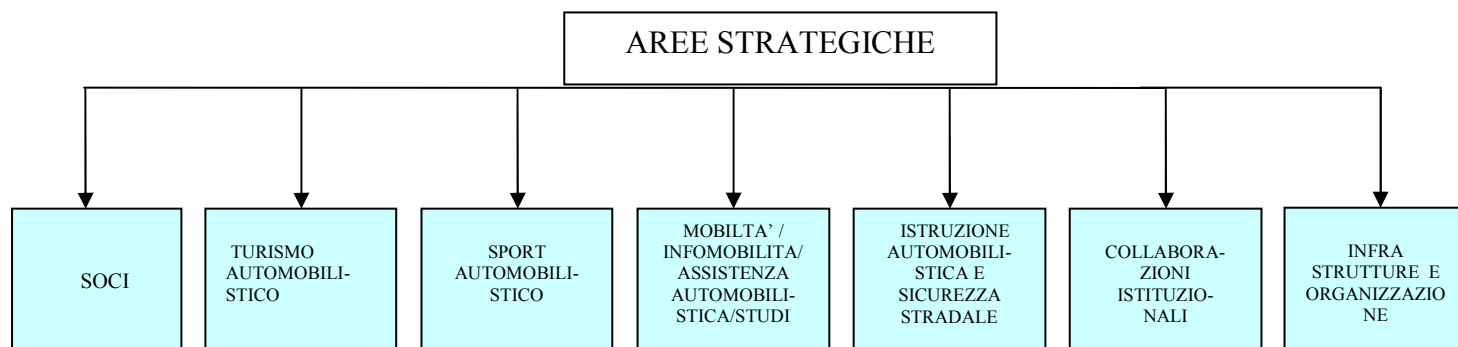 AREE STRATEGICHE
SOCI
TURISMO
AUTOMOBILI-
STICO
SPORT
AUTOMOBILI-
STICO
MOBILTA’ /
INFOMOBILITA/
ASSISTENZA
AUTOMOBILI-
STICA/STUDI
ISTRUZIONE
AUTOMOBILI-
STICA E
SICUREZZA
STRADALE
COLLABORA-
ZIONI
ISTITUZIO-
NALI
INFRA
STRUTTURE E
ORGANIZZAZIO
NE